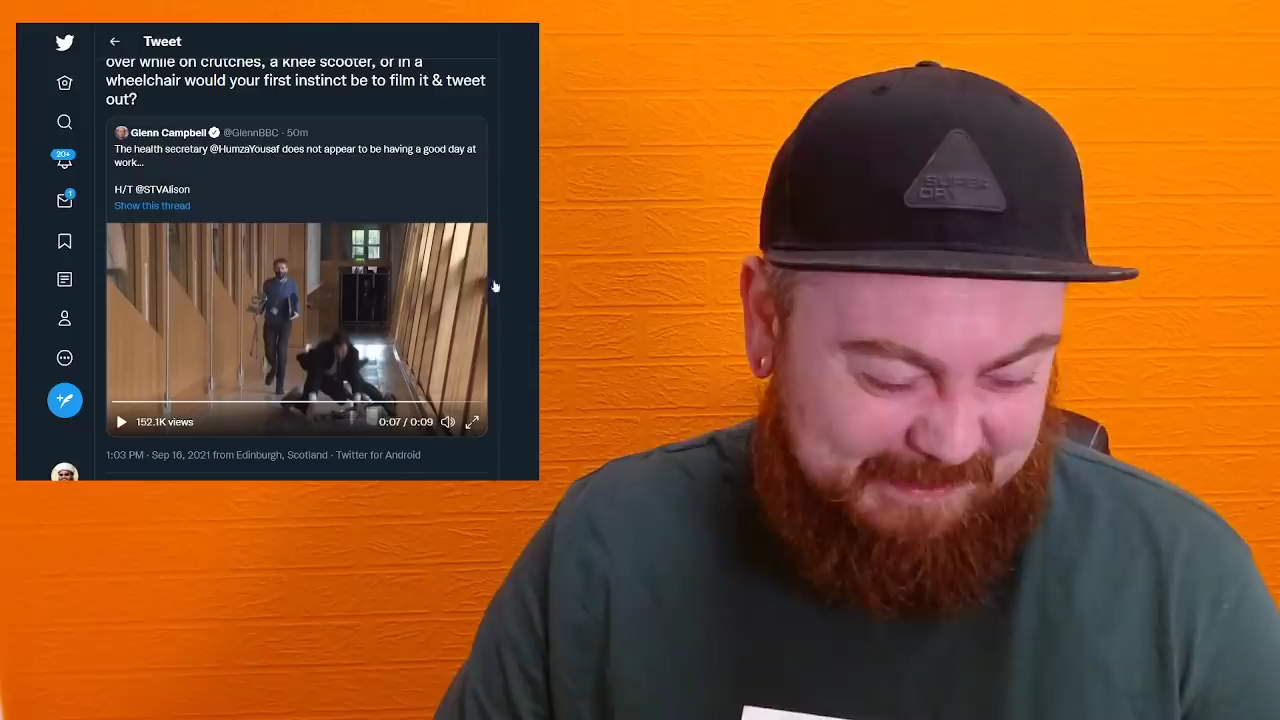 Tweet
over while on crutches, a knee scooter, or in a
wheelchair would your first instinct be to film it & tweet
out?
Glenn Campbell @GlennBBC · 50m
The health secretary @HumzaYousaf does not appear to be having a good day at
work...
H/T @STVAlison
Show this thread
20+
1
152.1K views
0:07 / 0:09
1:03 PM · Sep 16, 2021 from Edinburgh, Scotland · Twitter for Android
SUPER
DRY